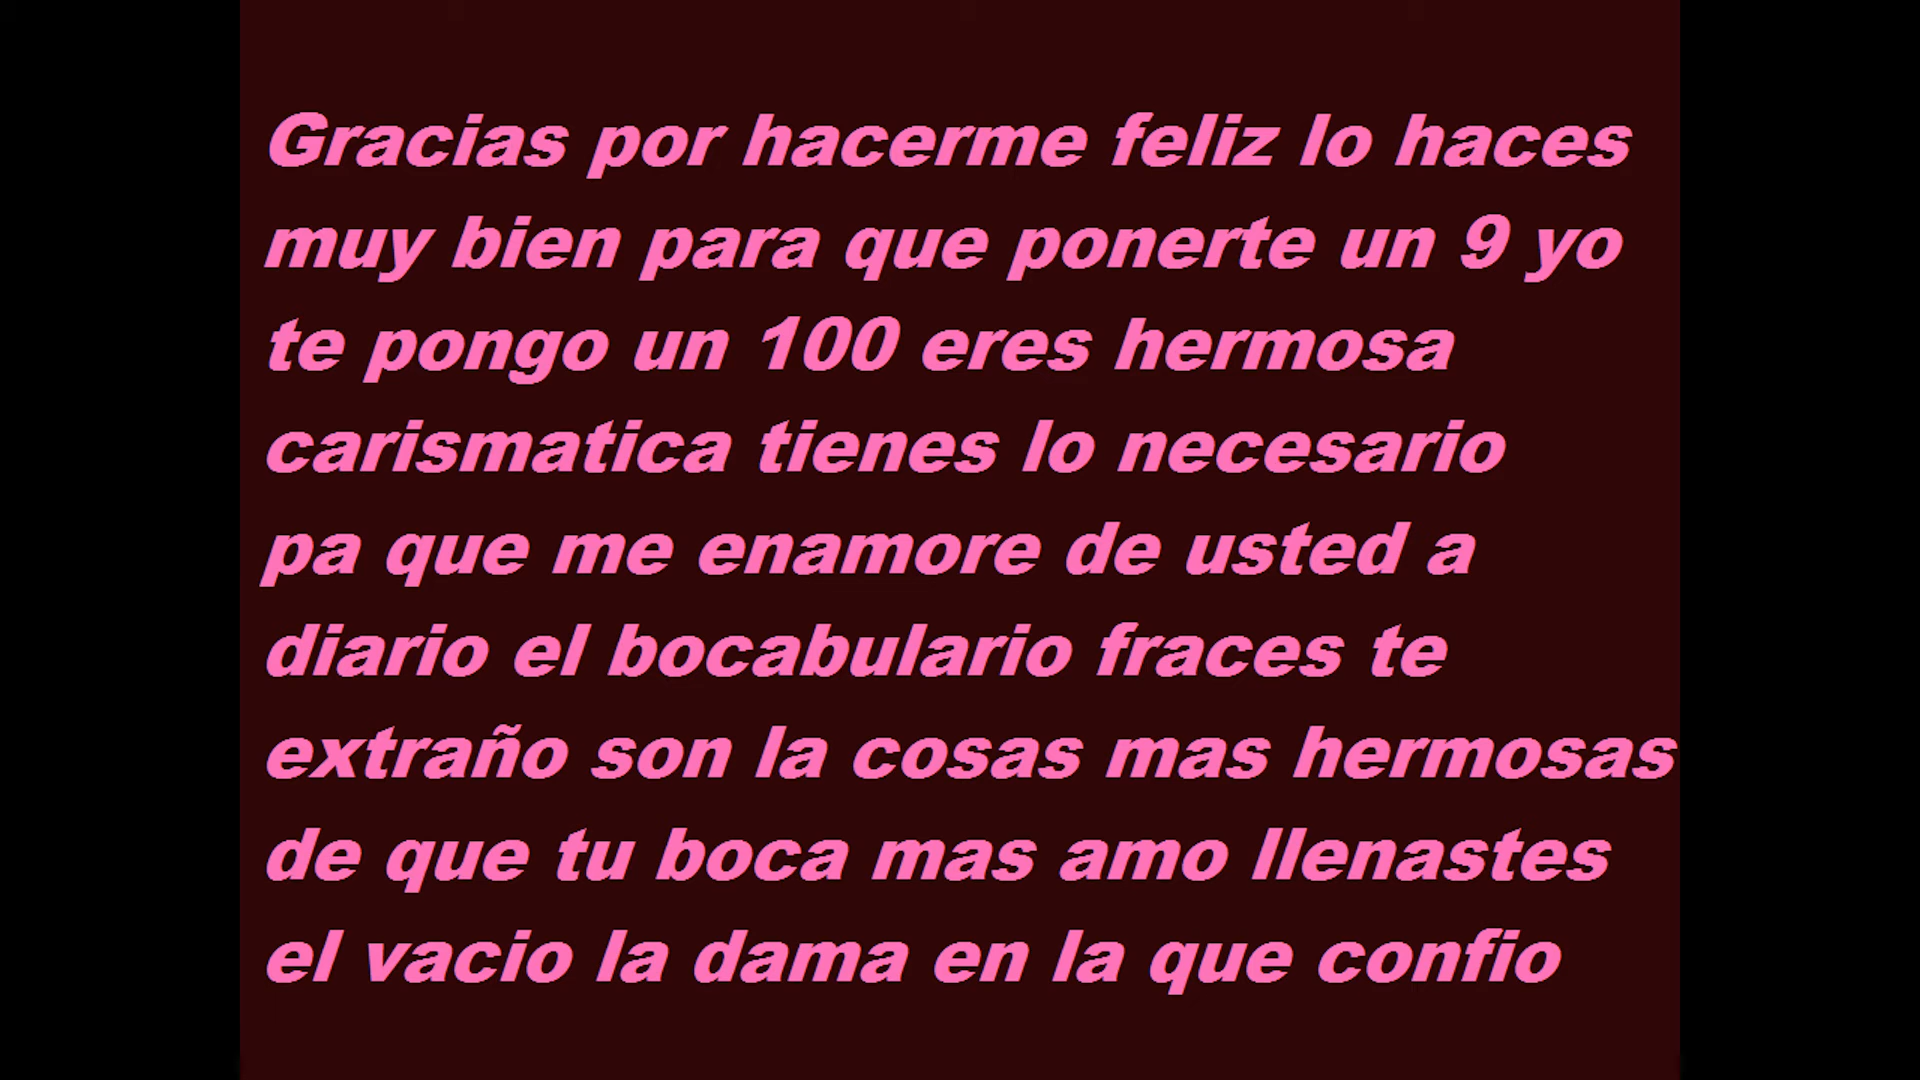 Gracias por hacerme feliz lo haces
muy bien para que ponerte un 9 yo
te pongo un 100 eres hermosa
carismatica tienes lo necesario
pa que me enamore de usted a
diario el bocabulario fraces te
extraño son la cosas mas hermosas
de que tu boca mas amo llenastes
el vacio la dama en la que confio